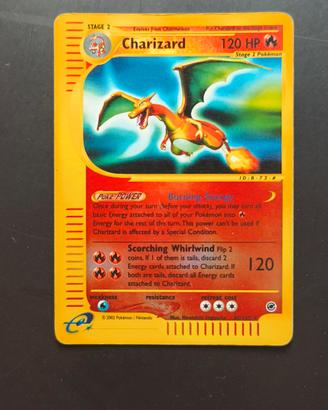 STAGE 2
Evolves from Charmeleon
Charizard
120 HP
Stage 2 Pokémon
Poké-POWER
Burning Energy
Once during your turn (before your attack), you may turn all
basic Energy attached to all of your Pokémon into
Energy for the rest of the turn. This power can't be used if
Charizard is affected by a Special Condition.
Scorching Whirlwind Flip 2
coins. If 1 of them is tails, discard 2
Energy cards attached to Charizard. If
both are tails, discard all Energy cards
attached to Charizard.
120
weakness
resistance
retreat cost
e
© 2002 Pokémon / Nintendo